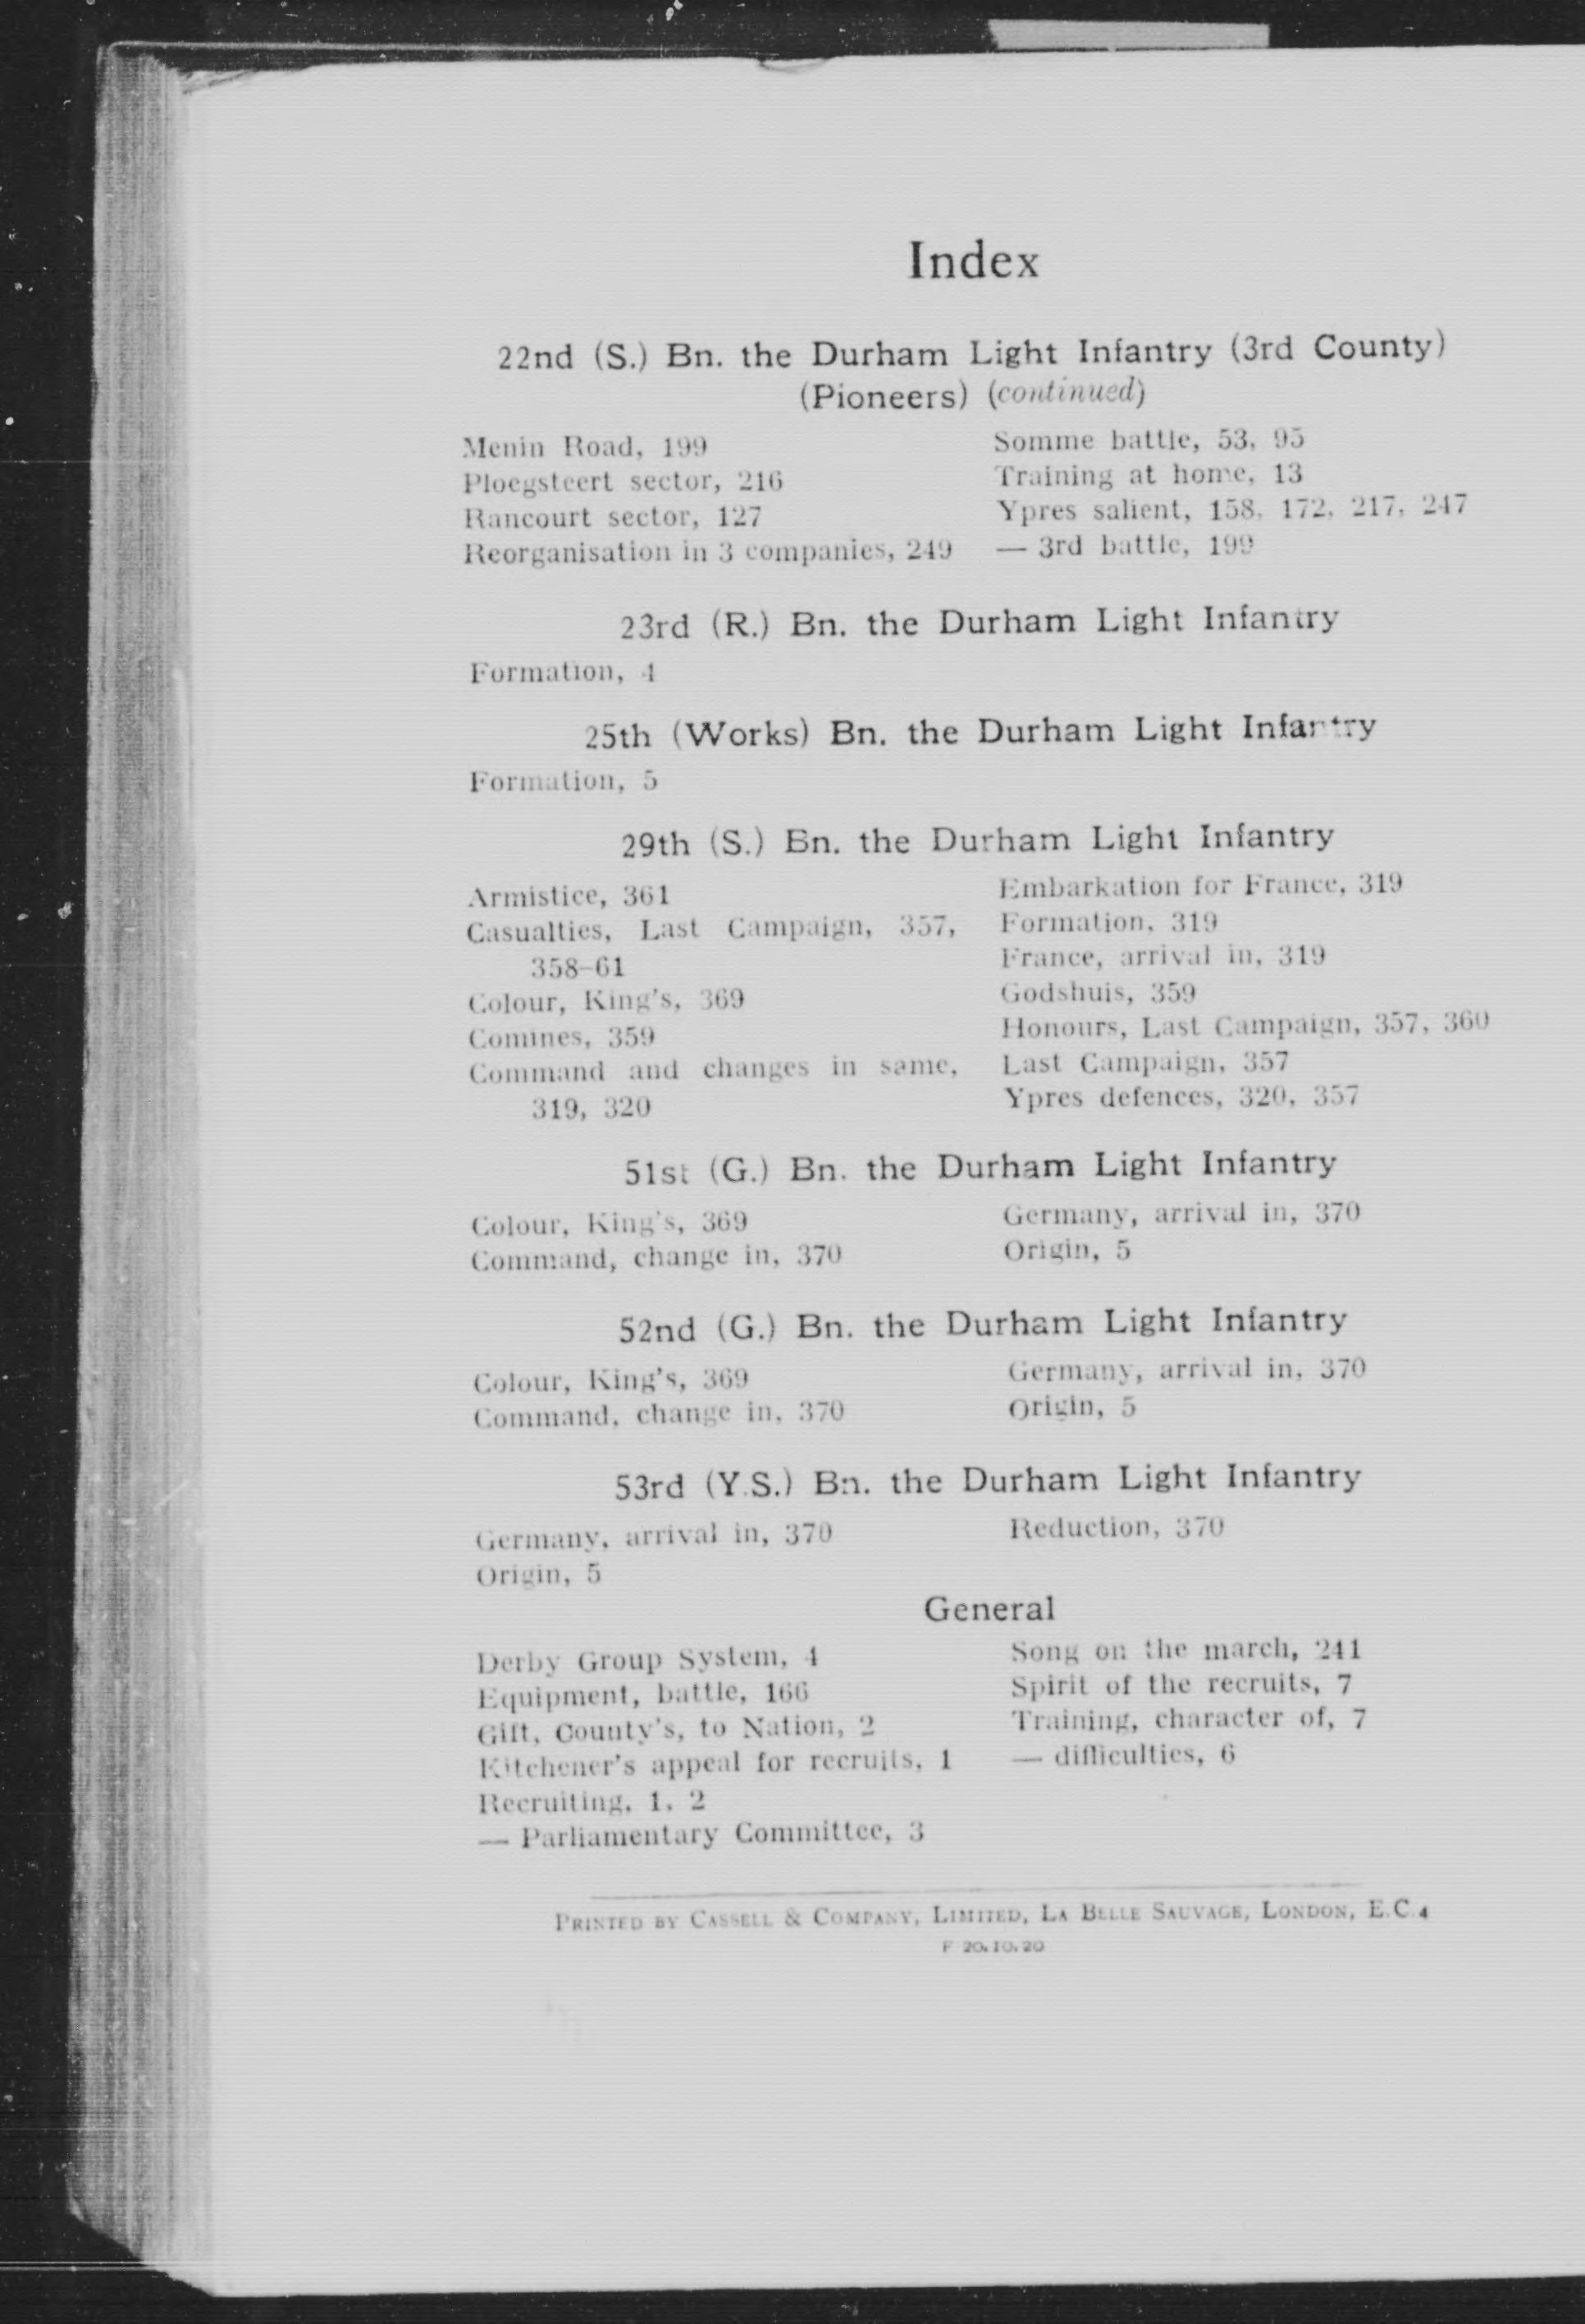 Index
22nd (S.) Bn. the Durham Light Infantry (3rd County)
(Pioneers) (continued)
Menin Road, 199
Ploegsteert sector, 216
Rancourt sector, 127
Reorganisation in 3 companies, 249
Somme battle, 53, 95
Training at home, 13
Ypres salient, 158, 172, 217, 247
— 3rd battle, 199
23rd (R.) Bn. the Durham Light Infantry
Formation, 4
25th (Works) Bn. the Durham Light Infantry
Formation, 5
29th (S.) Bn. the Durham Light Infantry
Armistice, 361
Casualties, Last Campaign, 357,
358-61
Colour, King's, 369
Comines, 359
Command and changes in same,
319, 320
Embarkation for France, 319
Formation, 319
France, arrival in, 319
Godshuis, 359
Honours, Last Campaign, 357, 360
Last Campaign, 357
Ypres defences, 320, 357
51st (G.) Bn. the Durham Light Infantry
Colour, King's, 369
Command, change in, 370
Germany, arrival in, 370
Origin, 5
52nd (G.) Bn. the Durham Light Infantry
Colour, King's, 369
Command, change in, 370
Germany, arrival in, 370
Origin, 5
53rd (Y.S.) Bn. the Durham Light Infantry
Germany, arrival in, 370
Origin, 5
Reduction, 370
General
Derby Group System, 4
Equipment, battle, 166
Gift, County's, to Nation, 2
Kitchener's appeal for recruits, 1
Recruiting, 1, 2
— Parliamentary Committee, 3
Song on the march, 241
Spirit of the recruits, 7
Training, character of, 7
— difficulties, 6
PRINTED BY CASSELL & COMPANY, LIMITED, LA BELLE SAUVAGE, LONDON, E.C.4
F 20.10.20